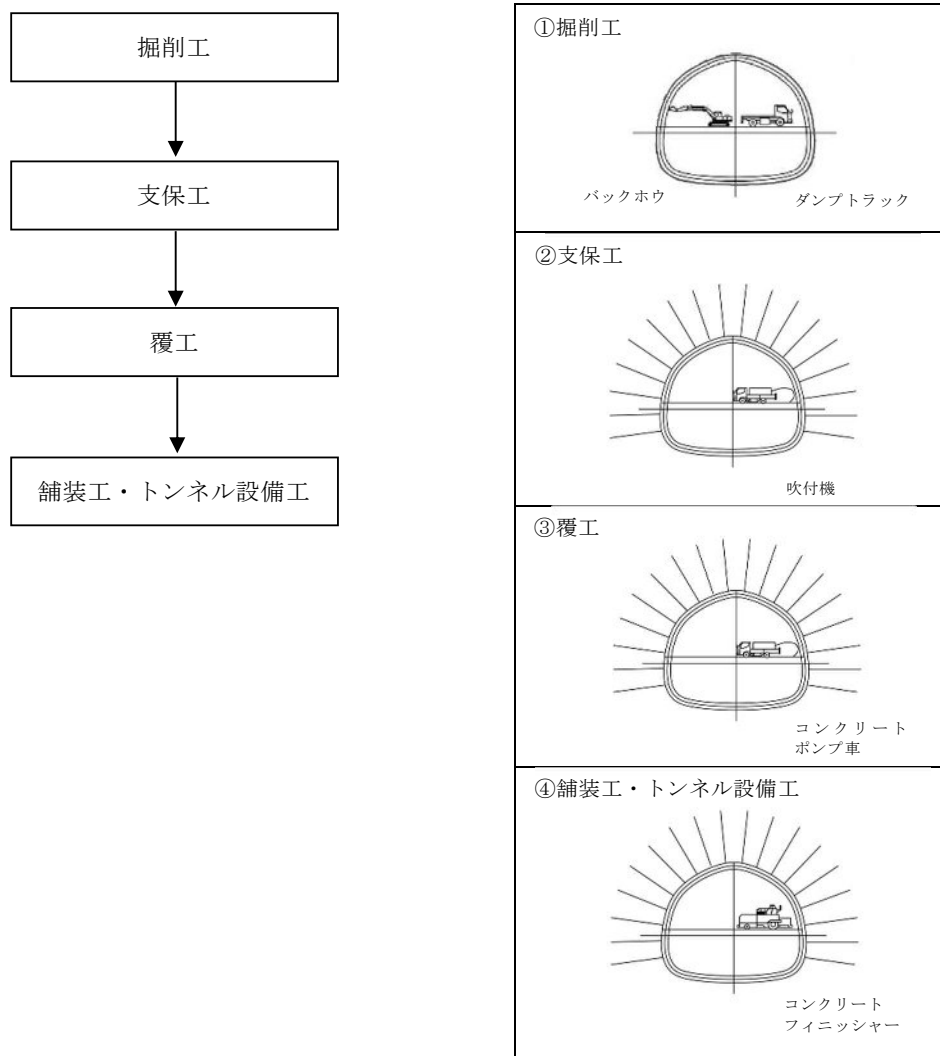 掘削工
支保工
覆工
舗装工・トンネル設備工
①掘削工
バックホウ
ダンプトラック
②支保工
吹付機
③覆工
コンクリート
ポンプ車
④舗装工・トンネル設備工
コンクリート
フィニッシャー